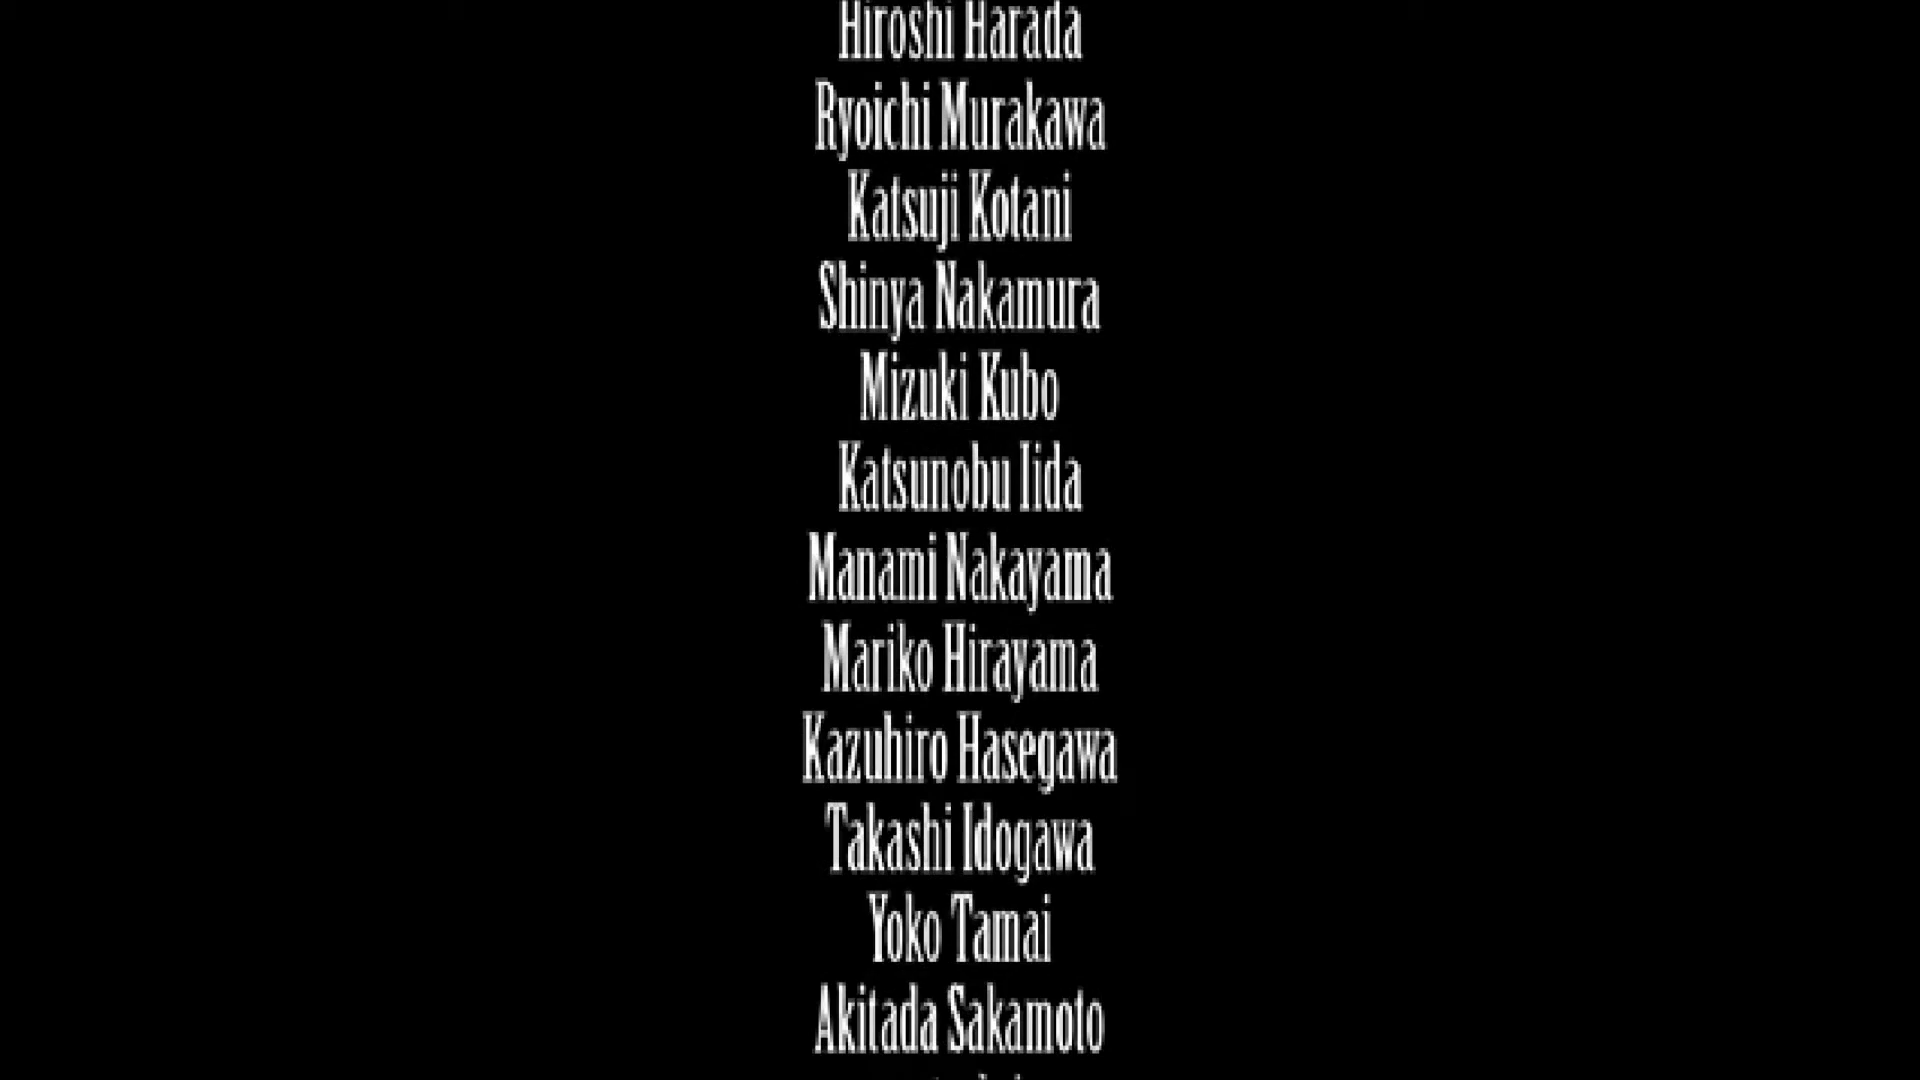 Hiroshi Harada
Ryoichi Murakawa
Katsuji Kotani
Shinya Nakamura
Mizuki Kubo
Katsunobu Iida
Manami Nakayama
Mariko Hirayama
Kazuhiro Hasegawa
Takashi Idogawa
Yoko Tamai
Akitada Sakamoto